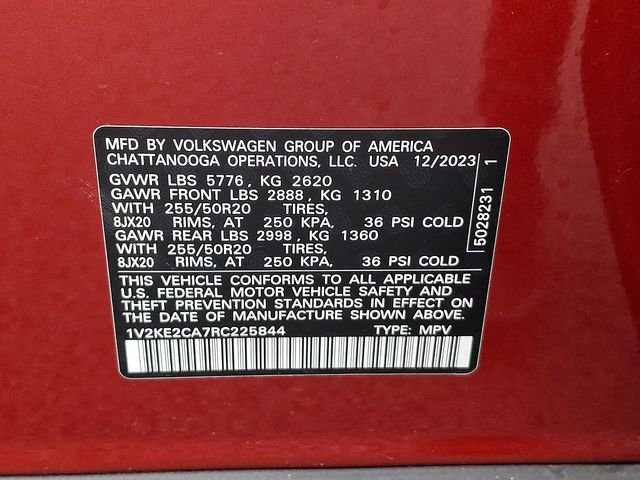 MFD BY VOLKSWAGEN GROUP OF AMERICA
CHATTANOOGA OPERATIONS, LLC. USA 12/2023
GVWR LBS 5776, KG 2620
GAWR FRONT LBS 2888, KG 1310
WITH 255/50R20 TIRES,
8JX20 RIMS, AT 250 KPA, 36 PSI COLD
GAWR REAR LBS 2998, KG 1360
WITH 255/50R20 TIRES,
8JX20 RIMS, AT 250 KPA, 36 PSI COLD
THIS VEHICLE CONFORMS TO ALL APPLICABLE
U.S. FEDERAL MOTOR VEHICLE SAFETY AND
THEFT PREVENTION STANDARDS IN EFFECT ON
THE DATE OF MANUFACTURE SHOWN ABOVE.
1V2KE2CA7RC225844 TYPE: MPV
5028231 1